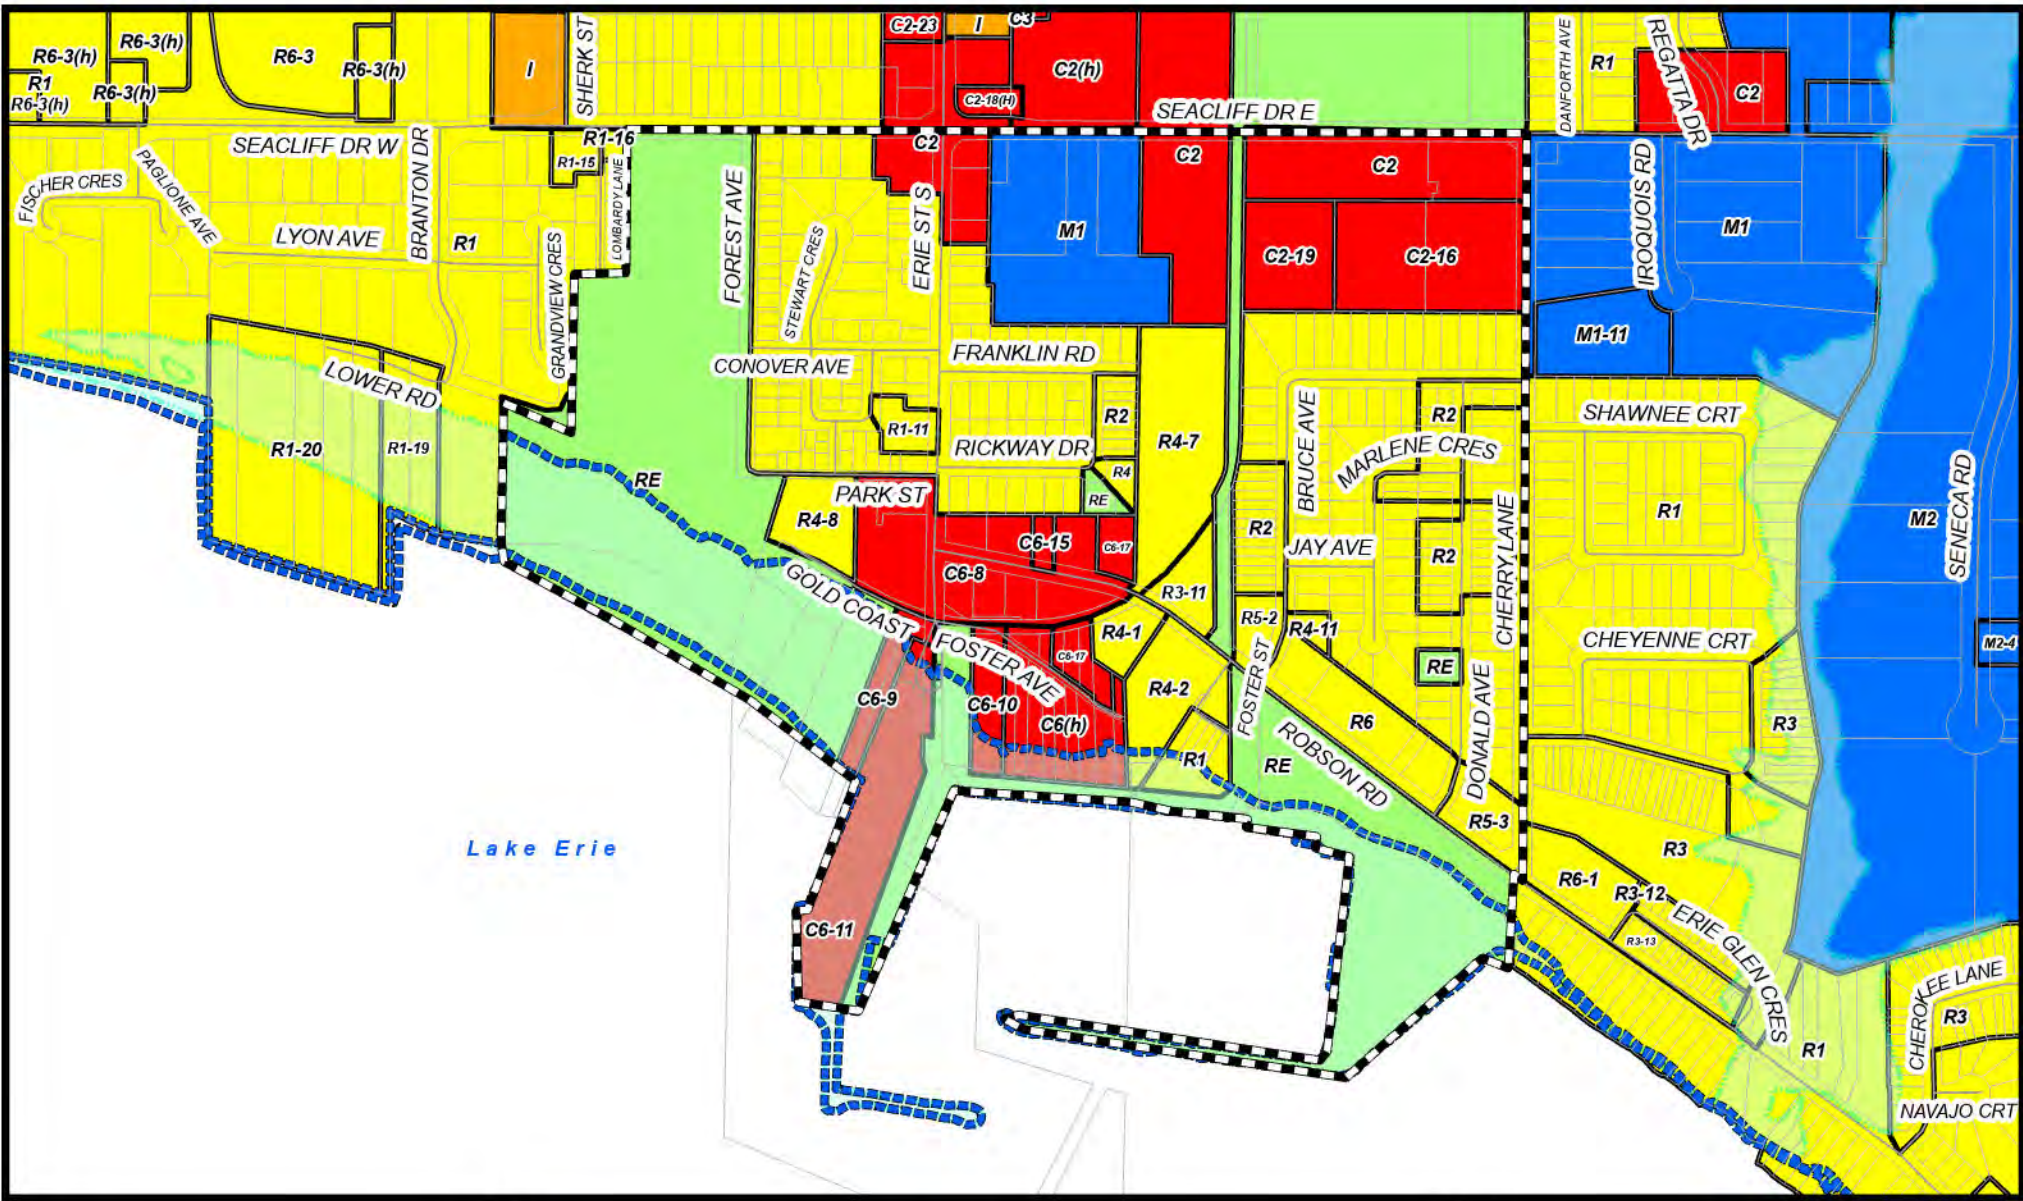 R6-3(h)
R6-3(h)
R6-3
R6-3(h)
R1
R6-3(h)
R6-3(h)
I
SHERK ST
C2-23
I
C3
C2(h)
C2-18(H)
SEACLIFF DR E
DANFORTH AVE
R1
REGATTA DR
C2
SEACLIFF DR W
BRANTON DR
R1-16
R1-15
LOMBARDY LANE
C2
C2
C2
FISCHER CRES
PAGLIONE AVE
LYON AVE
R1
GRANDVIEW CRES
FOREST AVE
STEWART CRES
ERIE ST S
M1
C2-19
C2-16
IROQUOIS RD
M1
M1-11
CONOVER AVE
FRANKLIN RD
LOWER RD
R1-20
R1-19
RE
R1-11
R2
RICKWAY DR
R4
RE
R4-7
BRUCE AVE
R2
MARLENE CRES
SHAWNEE CRT
PARK ST
R4-8
R1
M2
SENECA RD
C6-15
C6-17
R2
JAY AVE
R2
CHERRY LANE
GOLD COAST
C6-8
R3-11
R4-1
R5-2
R4-11
CHEYENNE CRT
M2-4
FOSTER AVE
C6-17
RE
C6-9
C6-10
C6(h)
R4-2
FOSTER ST
R6
DONALD AVE
R3
R1
RE
ROBSON RD
R5-3
Lake Erie
R3
R6-1
R3-12
C6-11
R3-13
ERIE GLEN CRES
CHEROKEE LANE
R3
R1
NAVAJO CRT